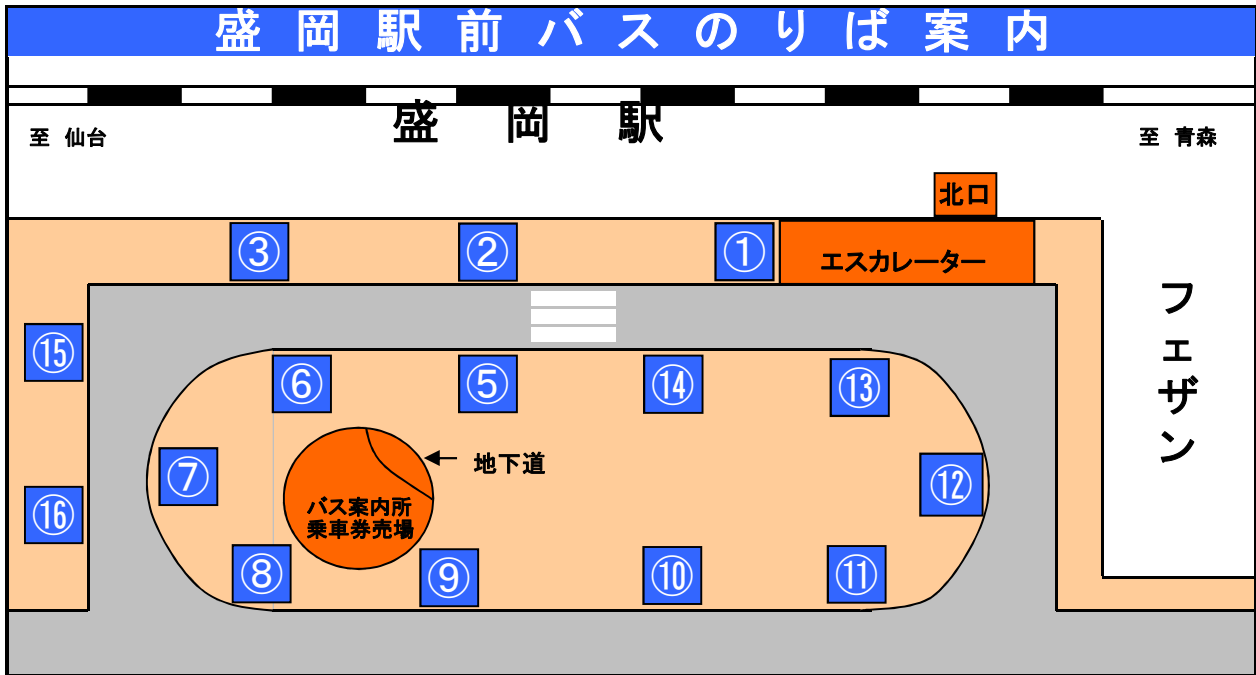 盛岡駅前バスのりば案内
盛岡駅
至 仙台
至 青森
北口
③
②
①
エスカレーター
フェザン
⑮
⑥
⑤
⑭
⑬
地下道
⑦
⑫
⑯
バス案内所
乗車券売場
⑧
⑨
⑩
⑪